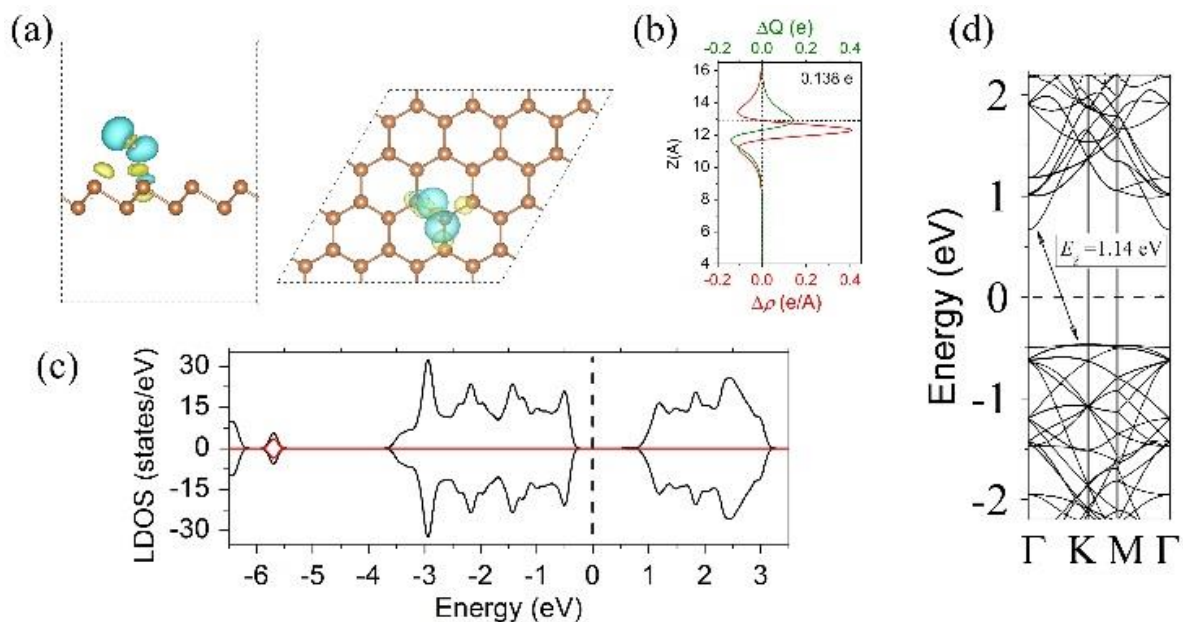 (a)
(b)
ΔQ (e)
-0.2 0.0 0.2 0.4
16
14
12
10
8
6
4
Z(A)
0.138 e
-0.2 0.0 0.2 0.4
Δρ (e/A)
(c)
LDOS (states/eV)
30
15
0
-15
-30
-6 -5 -4 -3 -2 -1 0 1 2 3
Energy (eV)
(d)
Energy (eV)
2
1
0
-1
-2
E_g =1.14 eV
Γ K M Γ